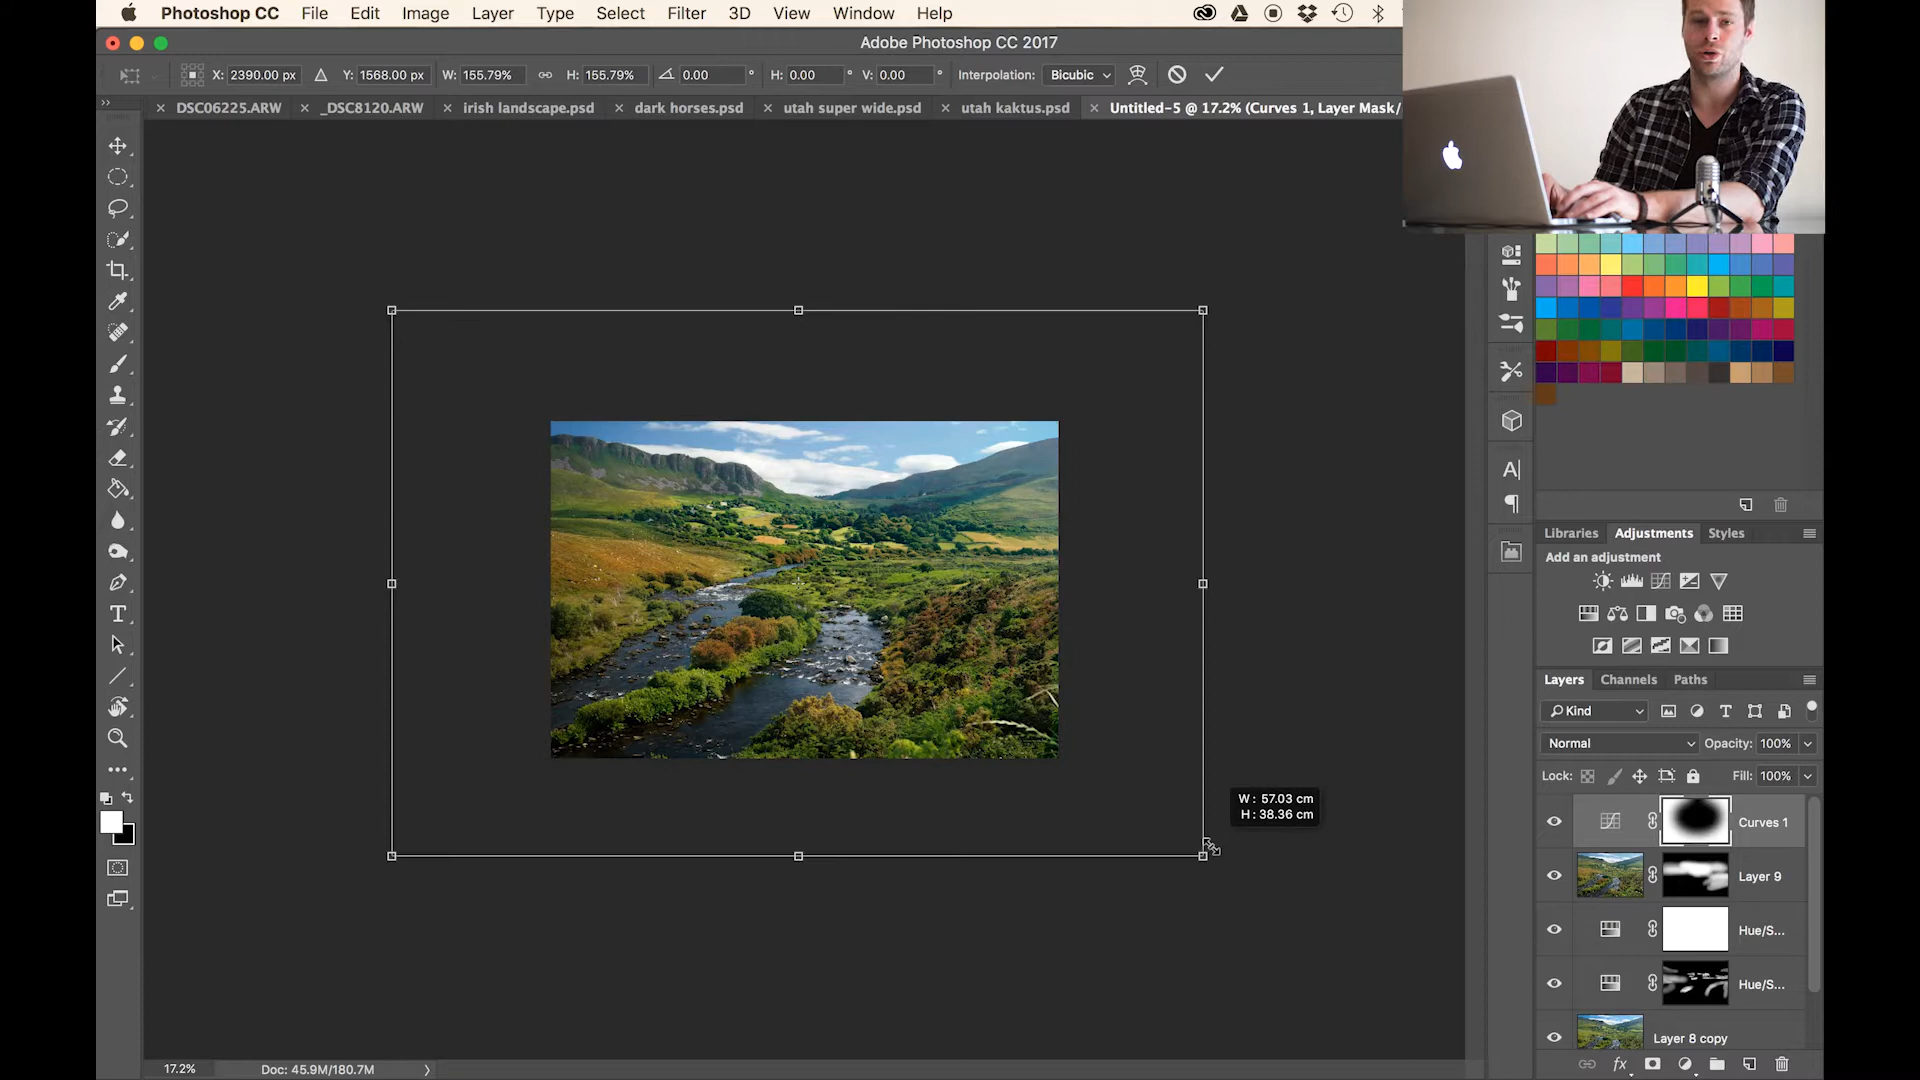 Photoshop CC File Edit Image Layer Type Select Filter 3D View Window Help
Adobe Photoshop CC 2017
X: 2390.00 px Y: 1568.00 px W: 155.79% H: 155.79% 0.00 ° H: 0.00 ° V: 0.00 ° Interpolation: Bicubic
DSC06225.ARW _DSC8120.ARW irish landscape.psd dark horses.psd utah super wide.psd utah kaktus.psd Untitled-5 @ 17.2% (Curves 1, Layer Mask/
Libraries Adjustments Styles
Add an adjustment
Layers Channels Paths
Kind
Normal Opacity: 100%
Lock: Fill: 100%
W: 57.03 cm
H: 38.36 cm
Curves 1
Layer 9
Hue/S...
Hue/S...
Layer 8 copy
17.2% Doc: 45.9M/180.7M